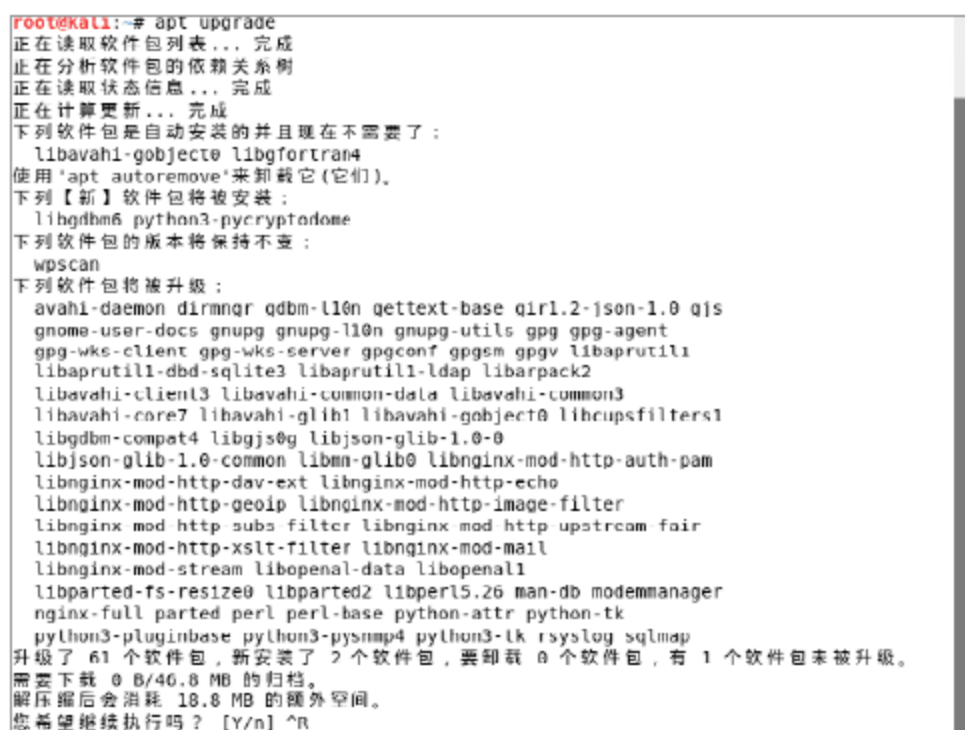 root@kali:~# apt upgrade
正在读取软件包列表... 完成
正在分析软件包的依赖关系树
正在读取状态信息... 完成
正在计算更新... 完成
下列软件包是自动安装的并且现在不需要了：
libavahi-gobject0 libgfortran4
使用'apt autoremove'来卸载它(它们)。
下列【新】软件包将被安装：
libgdbm6 python3-pycryptodome
下列软件包的版本将保持不变：
wpscan
下列软件包将被升级：
avahi-daemon dirmngr gdbm-l10n gettext-base gir1.2-json-1.0 gjs
gnome-user-docs gnupg gnupg-l10n gnupg-utils gpg gpg-agent
gpg-wks-client gpg-wks-server gpgconf gpgsm gpgv libaprutil1
libaprutil1-dbd-sqlite3 libaprutil1-ldap libarpack2
libavahi-client3 libavahi-common-data libavahi-common3
libavahi-core7 libavahi-glib1 libavahi-gobject0 libcupsfilters1
libgdbm-compat4 libgjs0g libjson-glib-1.0-0
libjson-glib-1.0-common libmm-glib0 libnginx-mod-http-auth-pam
libnginx-mod-http-dav-ext libnginx-mod-http-echo
libnginx-mod-http-geoip libnginx-mod-http-image-filter
libnginx-mod-http-subs-filter libnginx-mod-http-upstream-fair
libnginx-mod-http-xslt-filter libnginx-mod-mail
libnginx-mod-stream libopenal-data libopenal1
libparted-fs-resize0 libparted2 libperl5.26 man-db modemmanager
nginx-full parted perl perl-base python-attr python-tk
python3-pluginbase python3-pysnmp4 python3-tk rsyslog sqlmap
升级了 61 个软件包，新安装了 2 个软件包，要卸载 0 个软件包，有 1 个软件包未被升级。
需要下载 0 B/46.8 MB 的归档。
解压缩后会消耗 18.8 MB 的额外空间。
您希望继续执行吗？ [Y/n] ^R